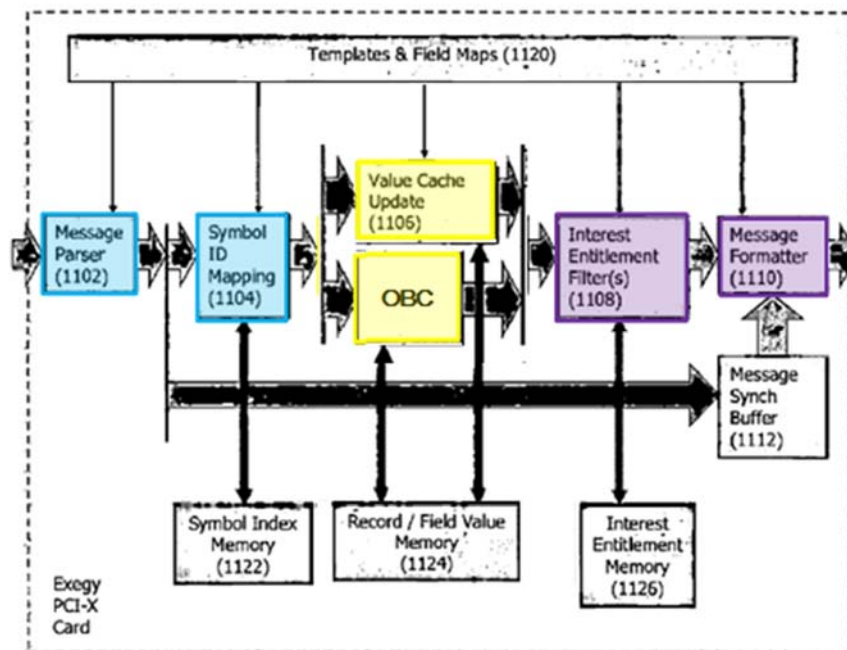 Templates & Field Maps (1120)
Message
Parser
(1102)
Symbol
ID
Mapping
(1104)
Value Cache
Update
(1106)
OBC
Interest
Entitlement
Filter(s)
(1108)
Message
Formatter
(1110)
Message
Synch
Buffer
(1112)
Symbol Index
Memory
(1122)
Record / Field Value
Memory
(1124)
Interest
Entitlement
Memory
(1126)
Exegy
PCI-X
Card